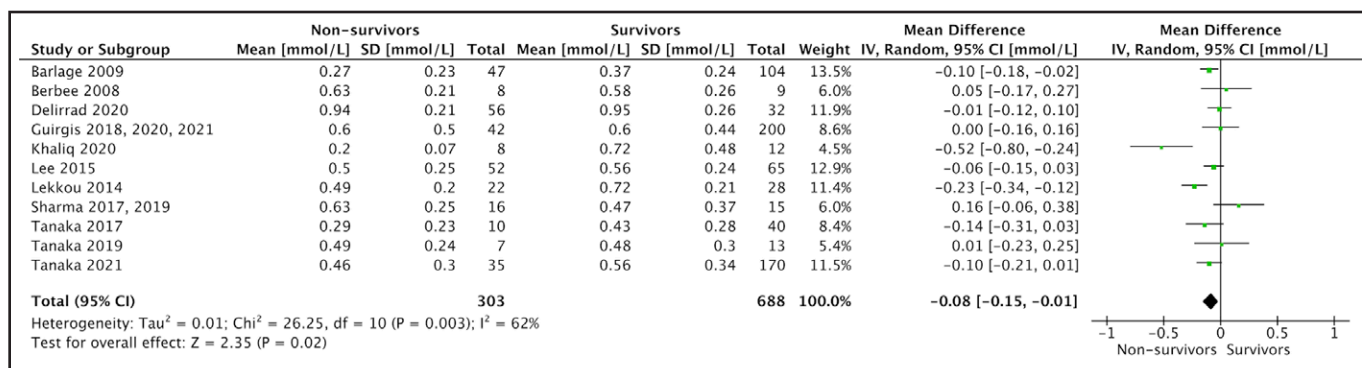 Non-survivors Survivors Mean Difference Mean Difference
Study or Subgroup Mean [mmol/L] SD [mmol/L] Total Mean [mmol/L] SD [mmol/L] Total Weight IV, Random, 95% CI [mmol/L] IV, Random, 95% CI [mmol/L]
Barlage 2009 0.27 0.23 47 0.37 0.24 104 13.5% -0.10 [-0.18, -0.02]
Berbee 2008 0.63 0.21 8 0.58 0.26 9 6.0% 0.05 [-0.17, 0.27]
Delirrad 2020 0.94 0.21 56 0.95 0.26 32 11.9% -0.01 [-0.12, 0.10]
Guirgis 2018, 2020, 2021 0.6 0.5 42 0.6 0.44 200 8.6% 0.00 [-0.16, 0.16]
Khaliq 2020 0.2 0.07 8 0.72 0.48 12 4.5% -0.52 [-0.80, -0.24]
Lee 2015 0.5 0.25 52 0.56 0.24 65 12.9% -0.06 [-0.15, 0.03]
Lekkou 2014 0.49 0.2 22 0.72 0.21 28 11.4% -0.23 [-0.34, -0.12]
Sharma 2017, 2019 0.63 0.25 16 0.47 0.37 15 6.0% 0.16 [-0.06, 0.38]
Tanaka 2017 0.29 0.23 10 0.43 0.28 40 8.4% -0.14 [-0.31, 0.03]
Tanaka 2019 0.49 0.24 7 0.48 0.3 13 5.4% 0.01 [-0.23, 0.25]
Tanaka 2021 0.46 0.3 35 0.56 0.34 170 11.5% -0.10 [-0.21, 0.01]
Total (95% CI) 303 688 100.0% -0.08 [-0.15, -0.01]
Heterogeneity: Tau² = 0.01; Chi² = 26.25, df = 10 (P = 0.003); I² = 62%
Test for overall effect: Z = 2.35 (P = 0.02)
-1 -0.5 0 0.5 1
Non-survivors Survivors